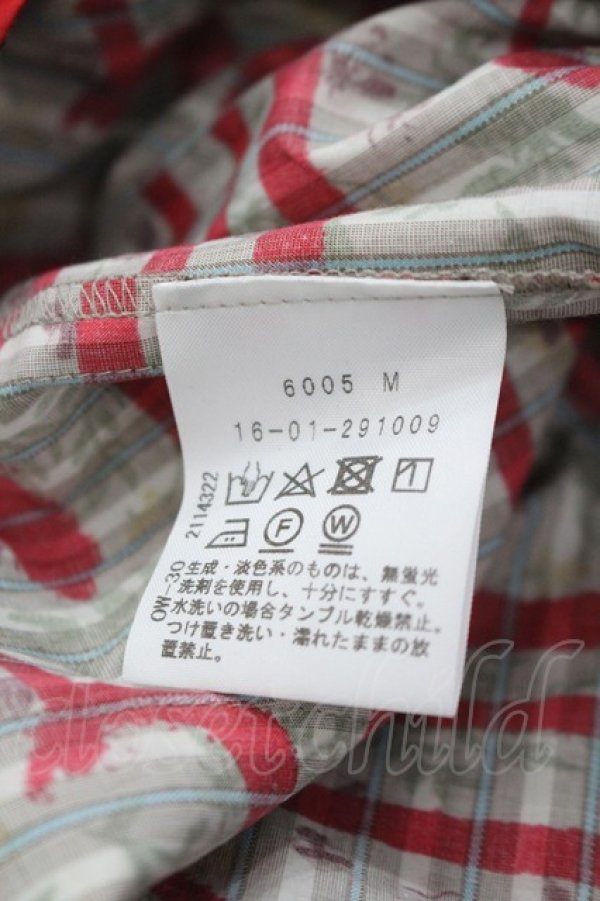 6005 M
16-01-291009
2114322
F
W
OW-30
生成・淡色系のものは、無蛍光
洗剤を使用し、十分にすすぐ。
水洗いの場合タンブル乾燥禁止。
つけ置き洗い・濡れたままの放
置禁止。
closet child